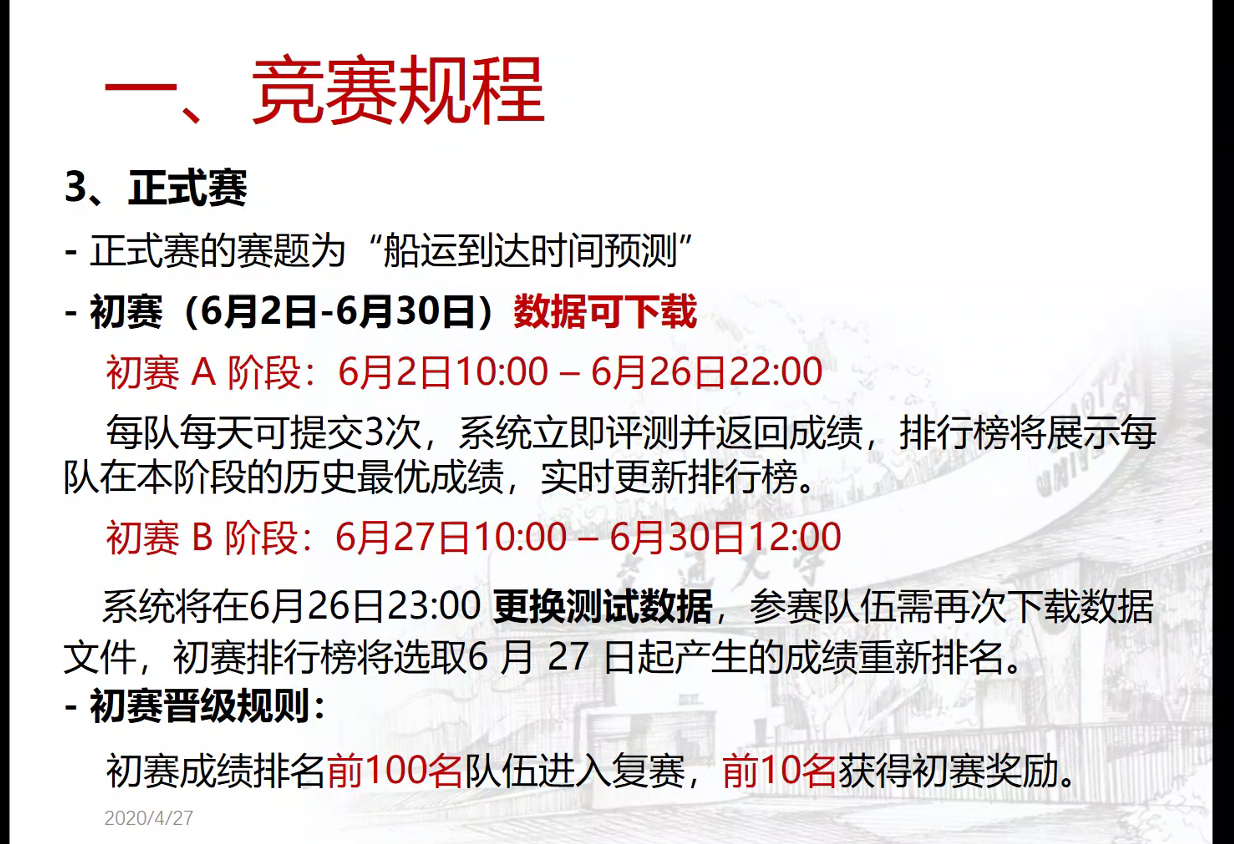 一、竞赛规程
3、正式赛
- 正式赛的赛题为“船运到达时间预测”
- 初赛（6月2日-6月30日）数据可下载
初赛 A 阶段：6月2日10:00 – 6月26日22:00
每队每天可提交3次，系统立即评测并返回成绩，排行榜将展示每
队在本阶段的历史最优成绩，实时更新排行榜。
初赛 B 阶段：6月27日10:00 – 6月30日12:00
系统将在6月26日23:00 更换测试数据，参赛队伍需再次下载数据
文件，初赛排行榜将选取6 月 27 日起产生的成绩重新排名。
- 初赛晋级规则：
初赛成绩排名前100名队伍进入复赛，前10名获得初赛奖励。
2020/4/27